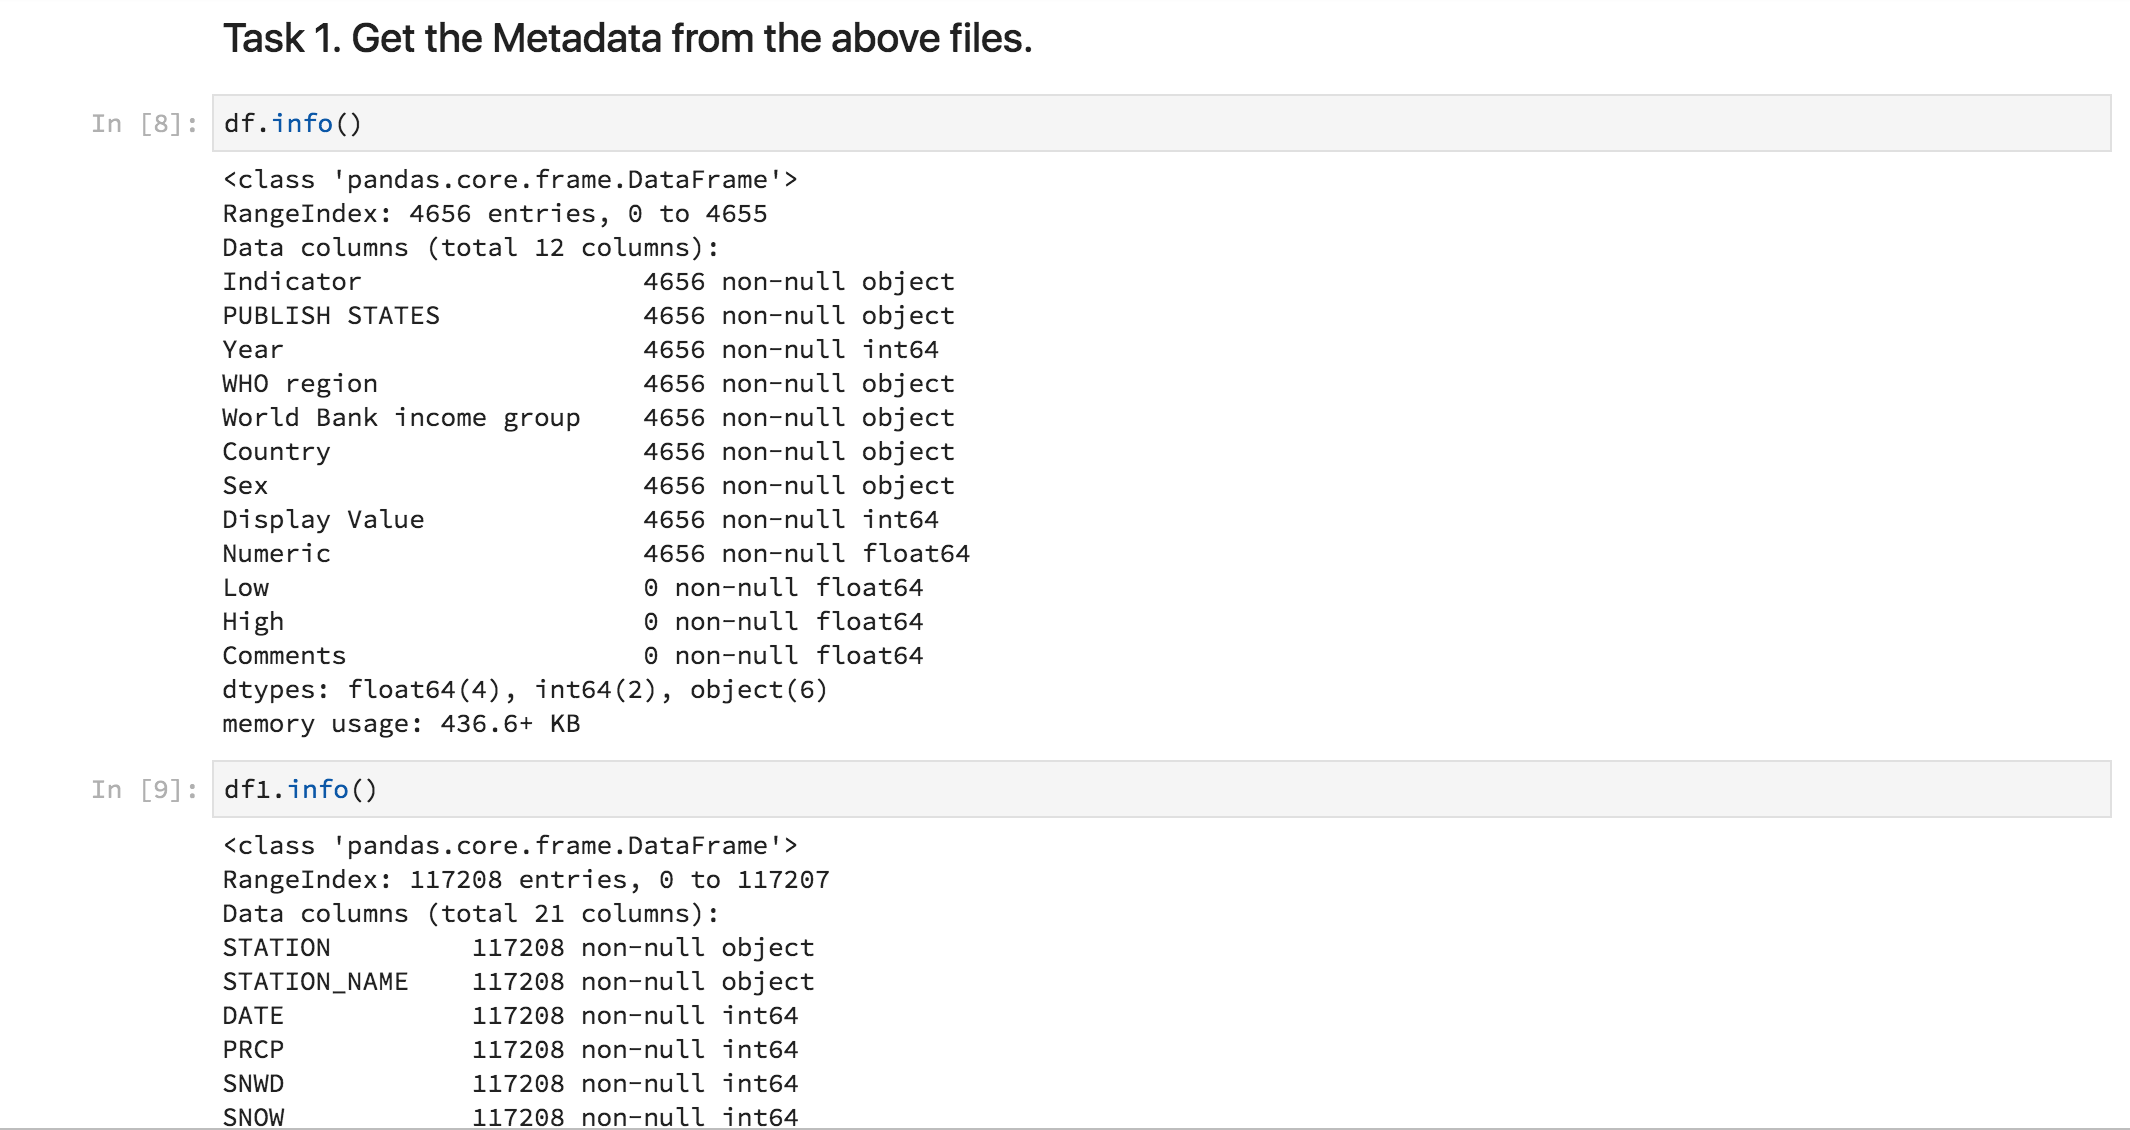 Task 1. Get the Metadata from the above files.
In [8]: df.info()
<class 'pandas.core.frame.DataFrame'>
RangeIndex: 4656 entries, 0 to 4655
Data columns (total 12 columns):
Indicator                  4656 non-null object
PUBLISH STATES             4656 non-null object
Year                       4656 non-null int64
WHO region                 4656 non-null object
World Bank income group    4656 non-null object
Country                    4656 non-null object
Sex                        4656 non-null object
Display Value              4656 non-null int64
Numeric                    4656 non-null float64
Low                        0 non-null float64
High                       0 non-null float64
Comments                   0 non-null float64
dtypes: float64(4), int64(2), object(6)
memory usage: 436.6+ KB
In [9]: df1.info()
<class 'pandas.core.frame.DataFrame'>
RangeIndex: 117208 entries, 0 to 117207
Data columns (total 21 columns):
STATION         117208 non-null object
STATION_NAME    117208 non-null object
DATE            117208 non-null int64
PRCP            117208 non-null int64
SNWD            117208 non-null int64
SNOW            117208 non-null int64